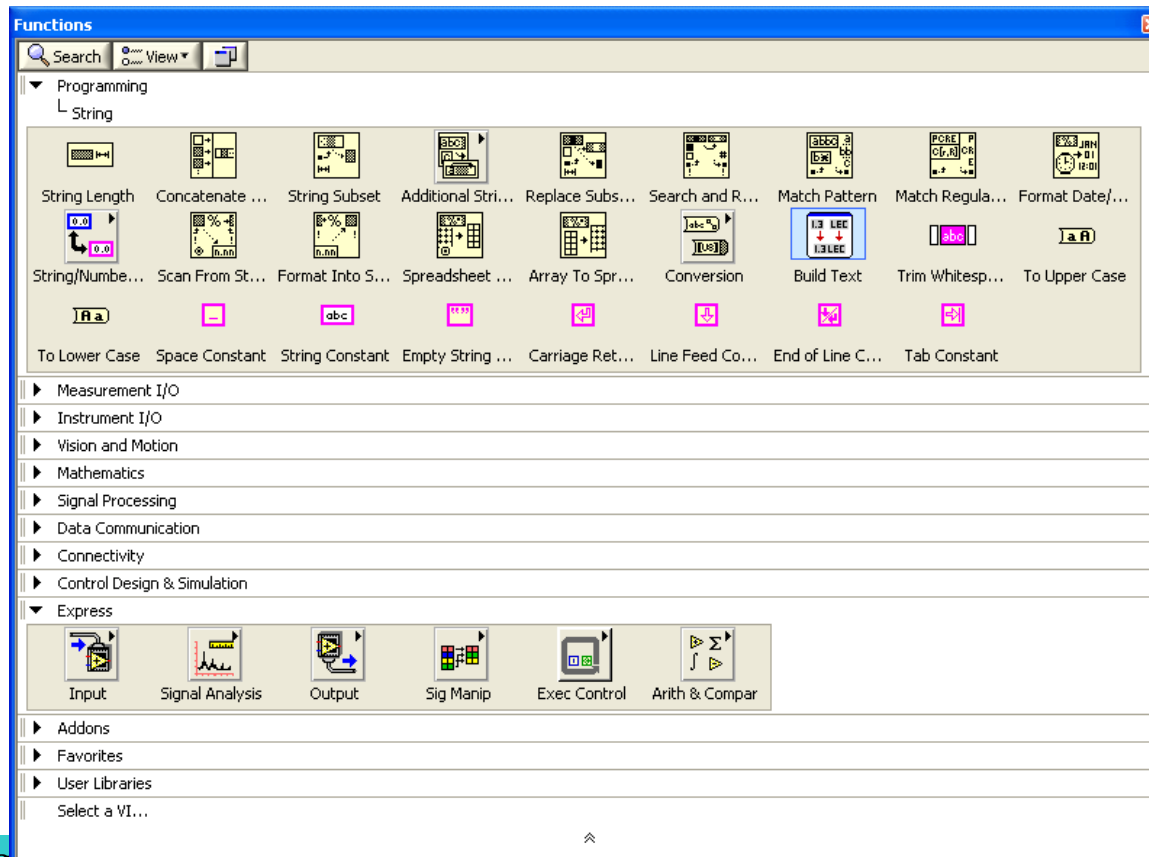 Functions
Search View
Programming
String
String Length Concatenate ... String Subset Additional Stri... Replace Subs... Search and R... Match Pattern Match Regula... Format Date/...
String/Numbe... Scan From St... Format Into S... Spreadsheet ... Array To Spr... Conversion Build Text Trim Whitesp... To Upper Case
To Lower Case Space Constant String Constant Empty String ... Carriage Ret... Line Feed Co... End of Line C... Tab Constant
Measurement I/O
Instrument I/O
Vision and Motion
Mathematics
Signal Processing
Data Communication
Connectivity
Control Design & Simulation
Express
Input Signal Analysis Output Sig Manip Exec Control Arith & Compar
Addons
Favorites
User Libraries
Select a VI...